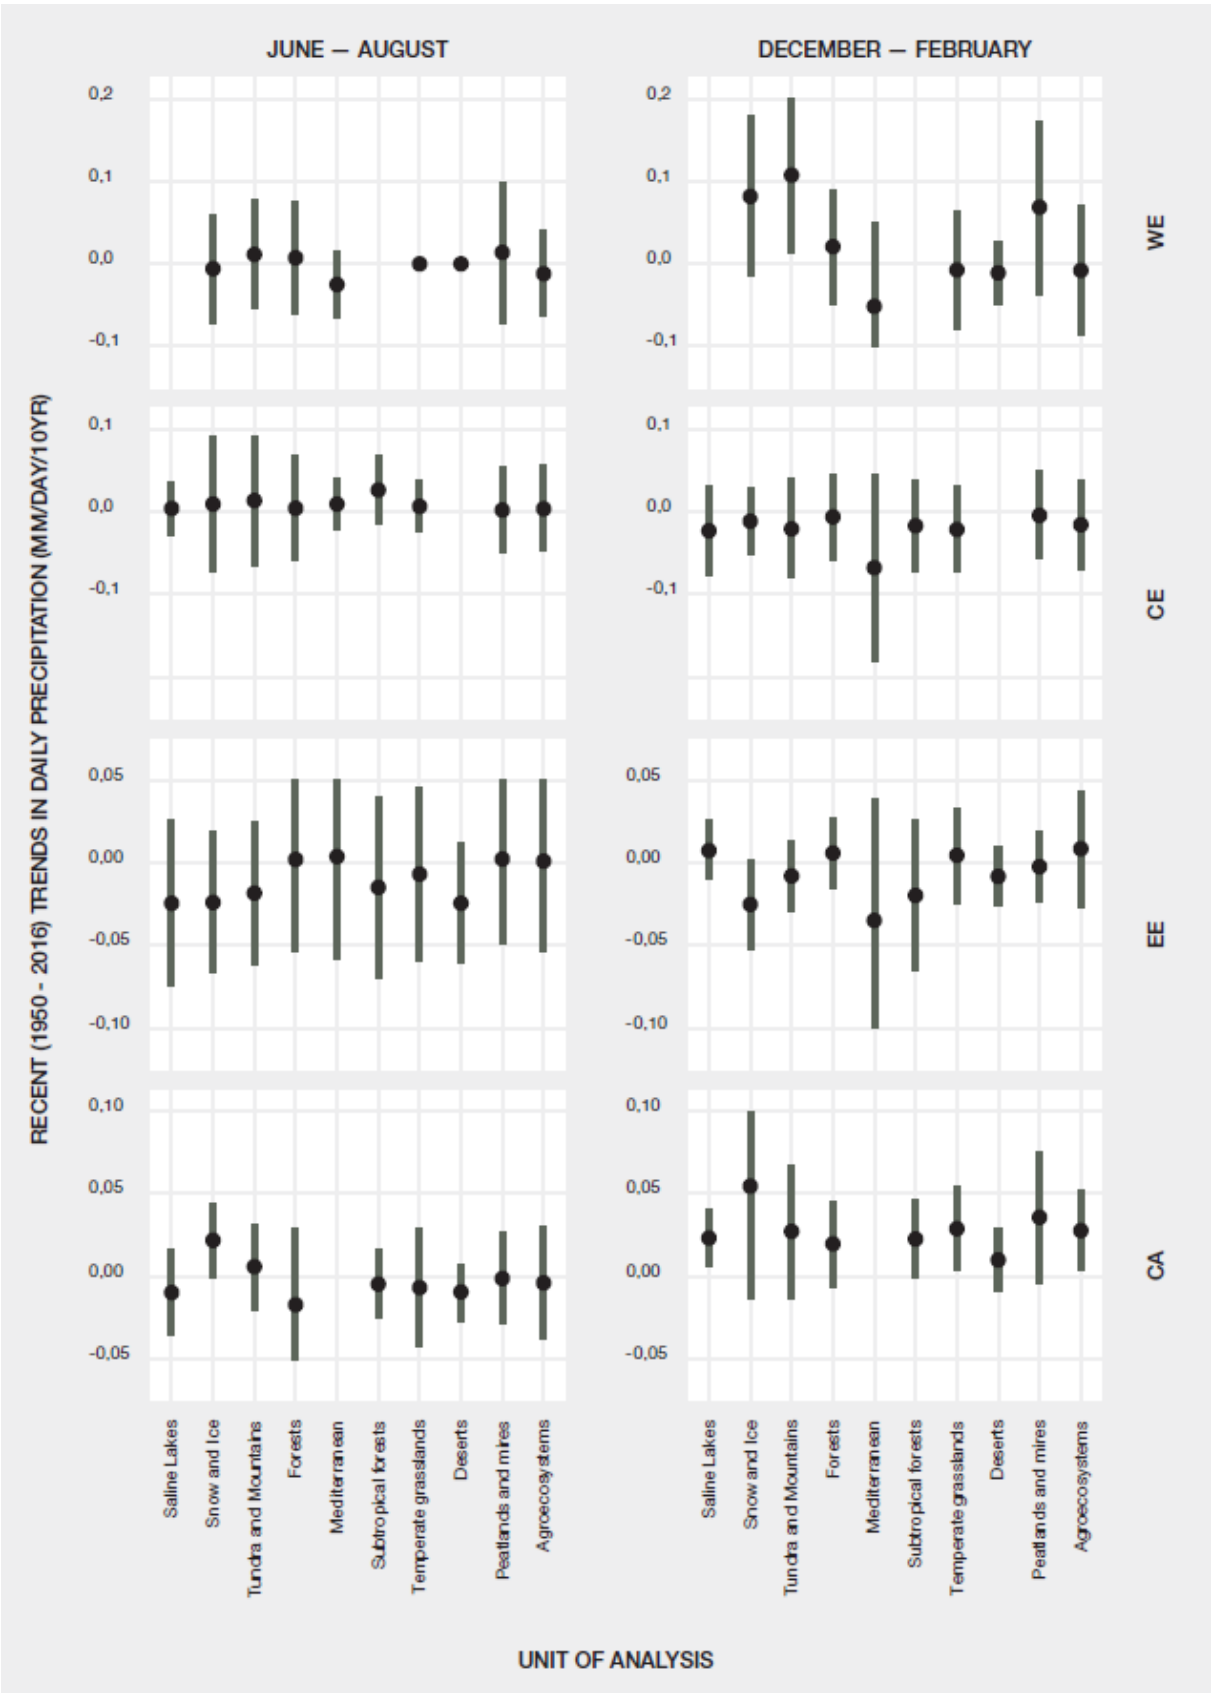 JUNE — AUGUST
DECEMBER — FEBRUARY
RECENT (1950 - 2016) TRENDS IN DAILY PRECIPITATION (MM/DAY/10YR)
0,2
0,1
0,0
-0,1
0,2
0,1
0,0
-0,1
WE
0,1
0,0
-0,1
0,1
0,0
-0,1
CE
0,05
0,00
-0,05
-0,10
0,05
0,00
-0,05
-0,10
EE
0,10
0,05
0,00
-0,05
0,10
0,05
0,00
-0,05
CA
Saline Lakes
Snow and Ice
Tundra and Mountains
Forests
Mediterranean
Subtropical forests
Temperate grasslands
Deserts
Peatlands and mires
Agroecosystems
Saline Lakes
Snow and Ice
Tundra and Mountains
Forests
Mediterranean
Subtropical forests
Temperate grasslands
Deserts
Peatlands and mires
Agroecosystems
UNIT OF ANALYSIS